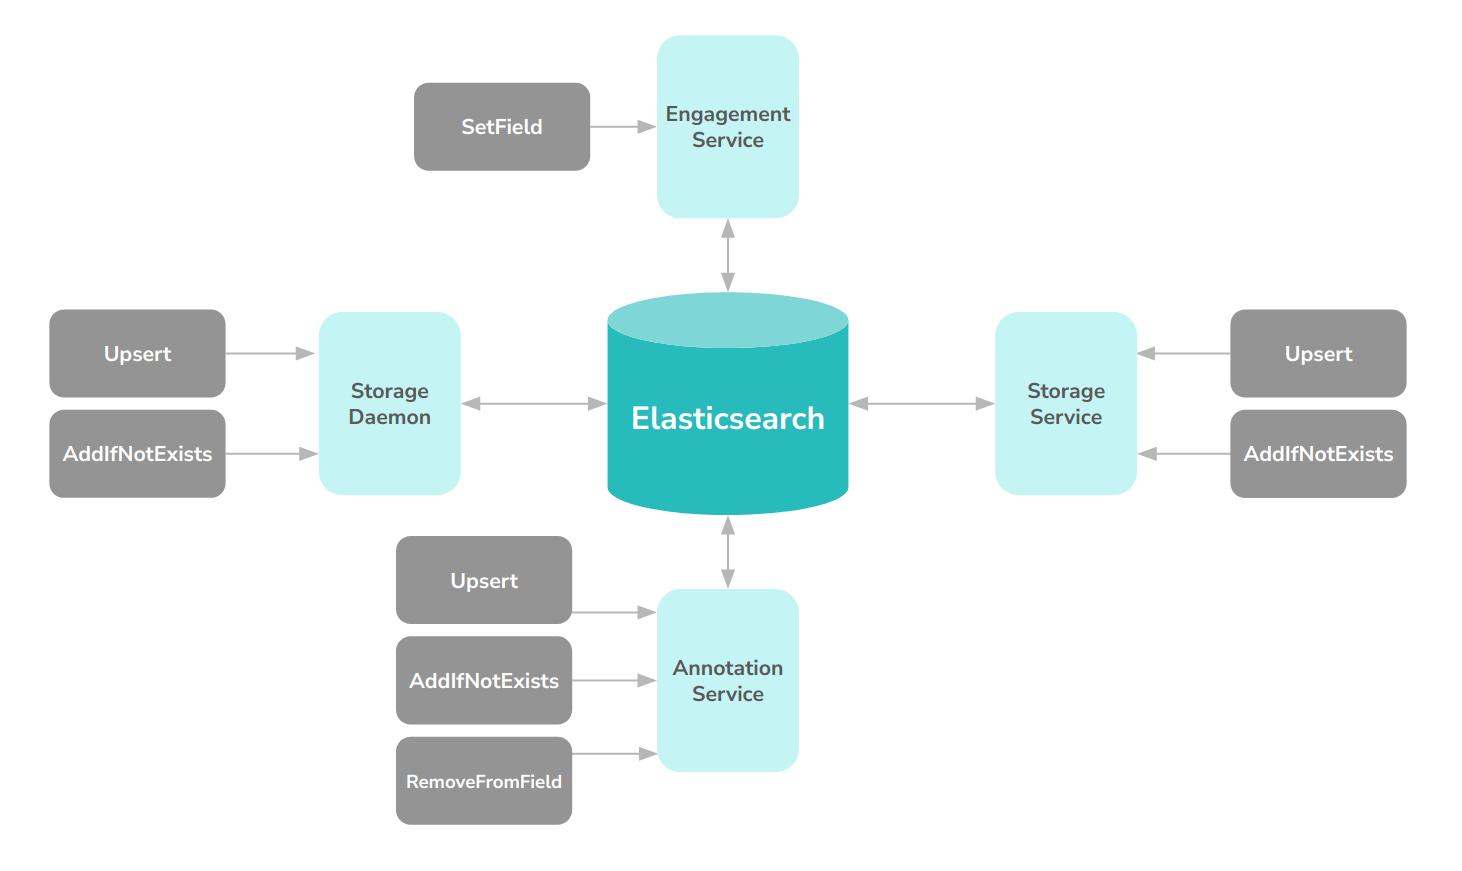 SetField
Engagement
Service
Upsert
AddIfNotExists
Storage
Daemon
Elasticsearch
Storage
Service
Upsert
AddIfNotExists
Upsert
AddIfNotExists
RemoveFromField
Annotation
Service